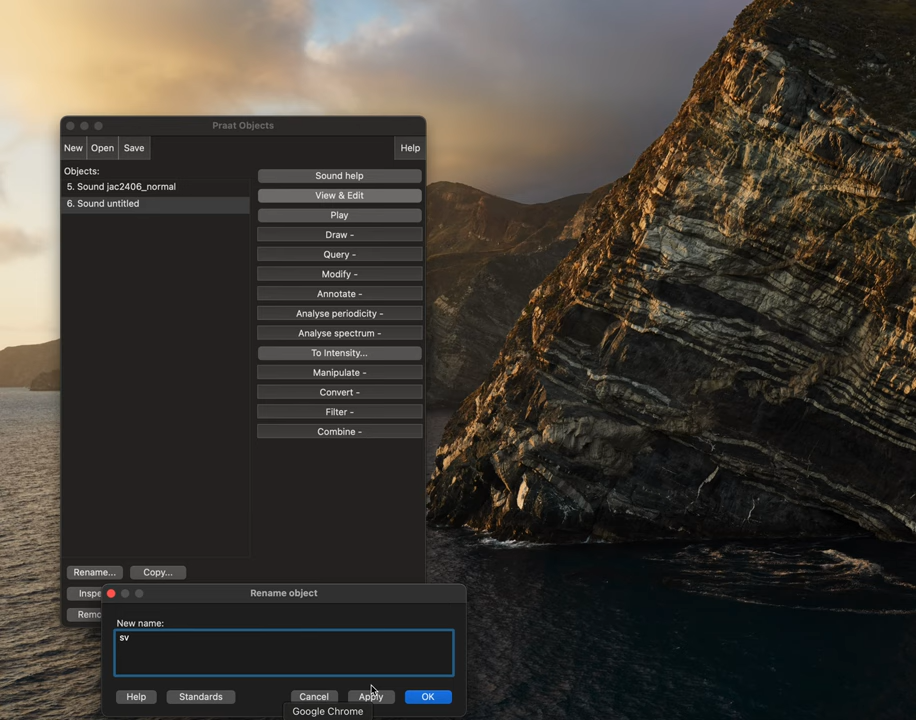 Praat Objects
New Open Save Help
Objects:
5. Sound jac2406_normal
6. Sound untitled
Sound help
View & Edit
Play
Draw -
Query -
Modify -
Annotate -
Analyse periodicity -
Analyse spectrum -
To Intensity...
Manipulate -
Convert -
Filter -
Combine -
Rename... Copy...
Inspe
Remo
Rename object
New name:
sv
Help Standards Cancel Apply OK
Google Chrome